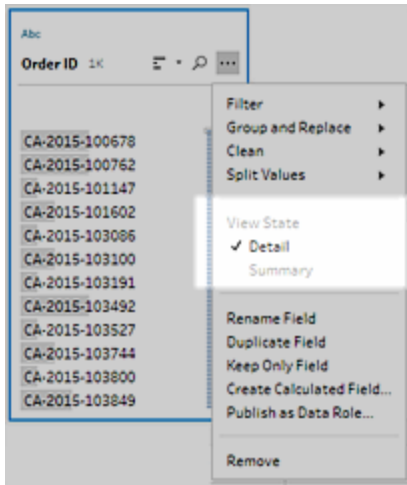 Abc
Order ID 1K
CA-2015-100678
CA-2015-100762
CA-2015-101147
CA-2015-101602
CA-2015-103086
CA-2015-103100
CA-2015-103191
CA-2015-103492
CA-2015-103527
CA-2015-103744
CA-2015-103800
CA-2015-103849
Filter
Group and Replace
Clean
Split Values
View State
✓ Detail
Summary
Rename Field
Duplicate Field
Keep Only Field
Create Calculated Field...
Publish as Data Role...
Remove